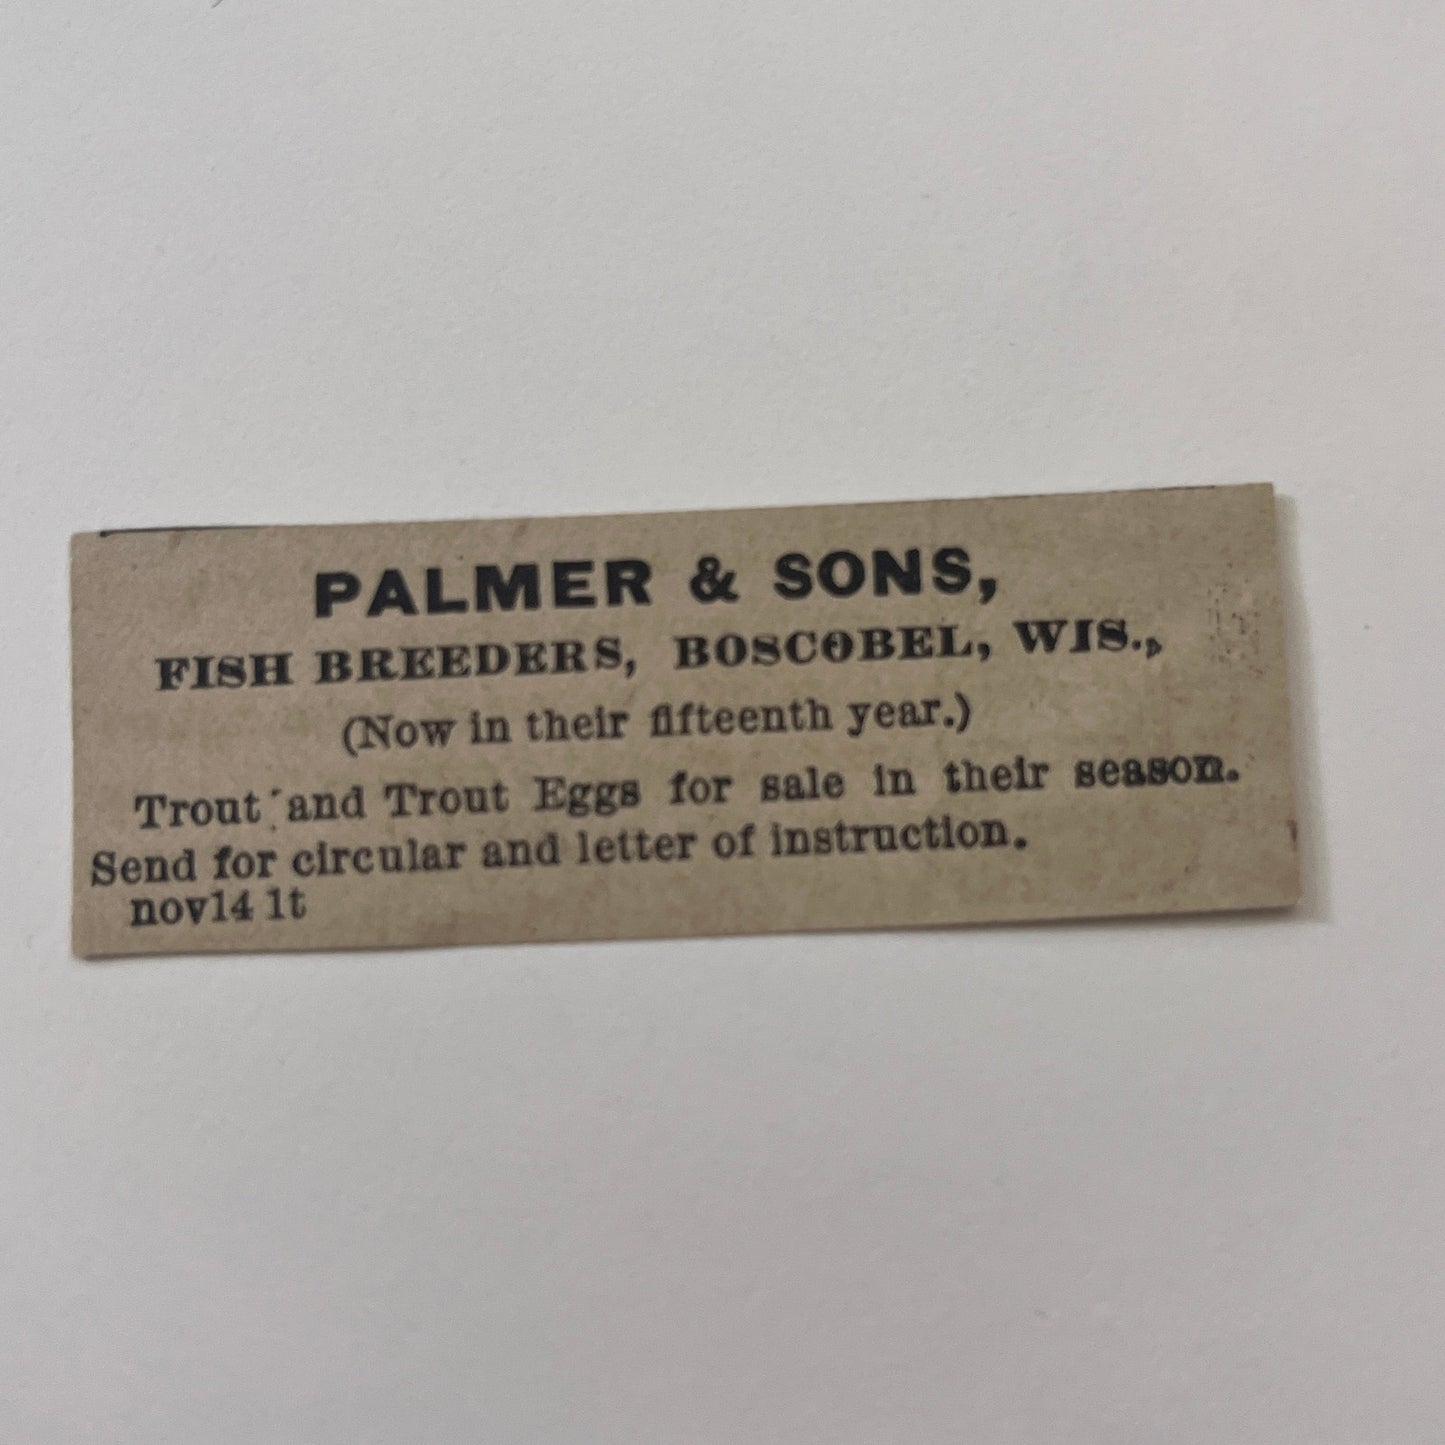 PALMER & SONS,
FISH BREEDERS, BOSCOBEL, WIS.,
(Now in their fifteenth year.)
Trout and Trout Eggs for sale in their season.
Send for circular and letter of instruction.
nov14 1t